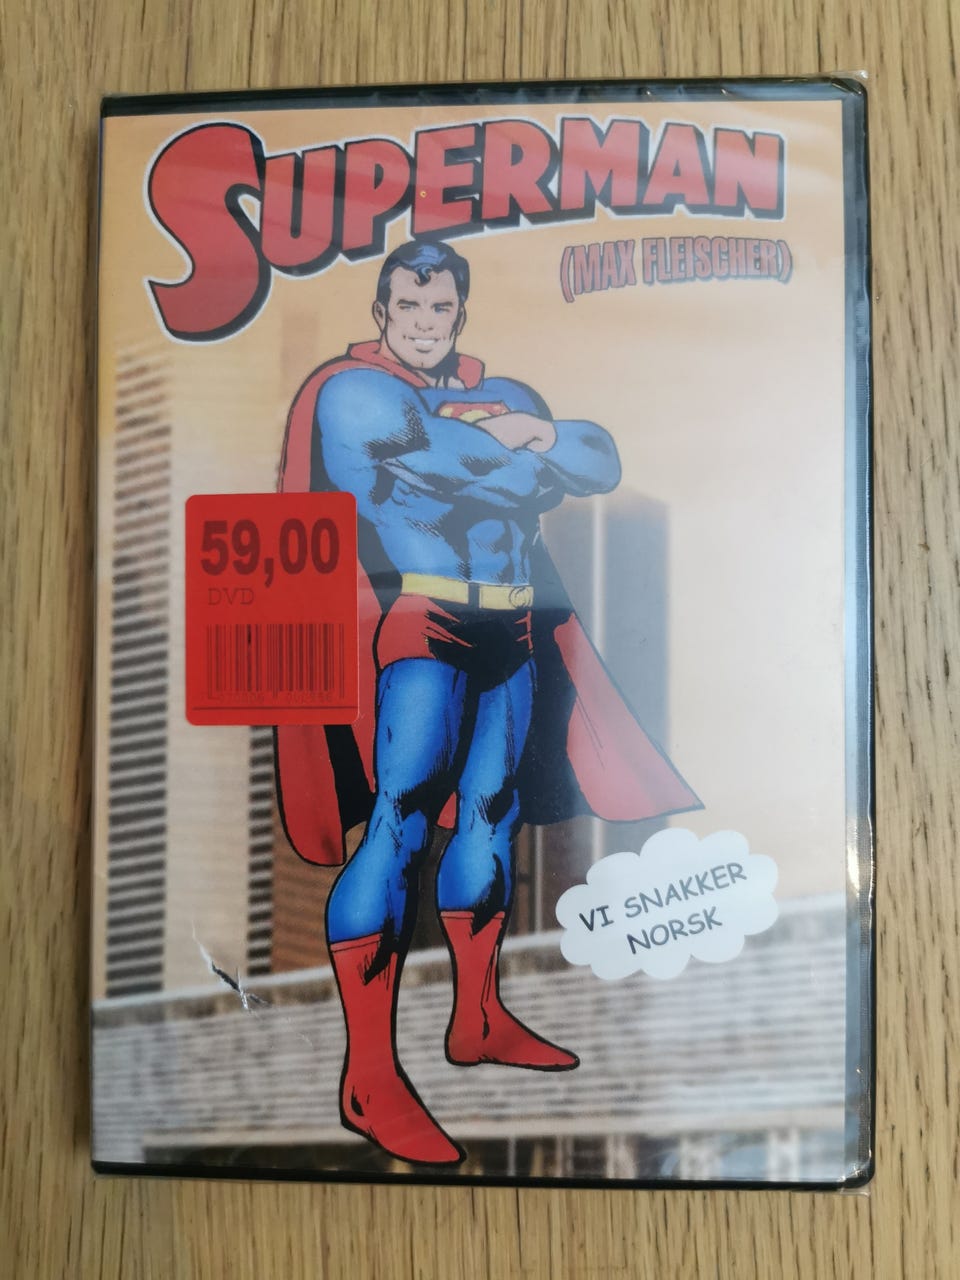 SUPERMAN
(MAX FLEISCHER)
59,00
DVD
VI SNAKKER
NORSK